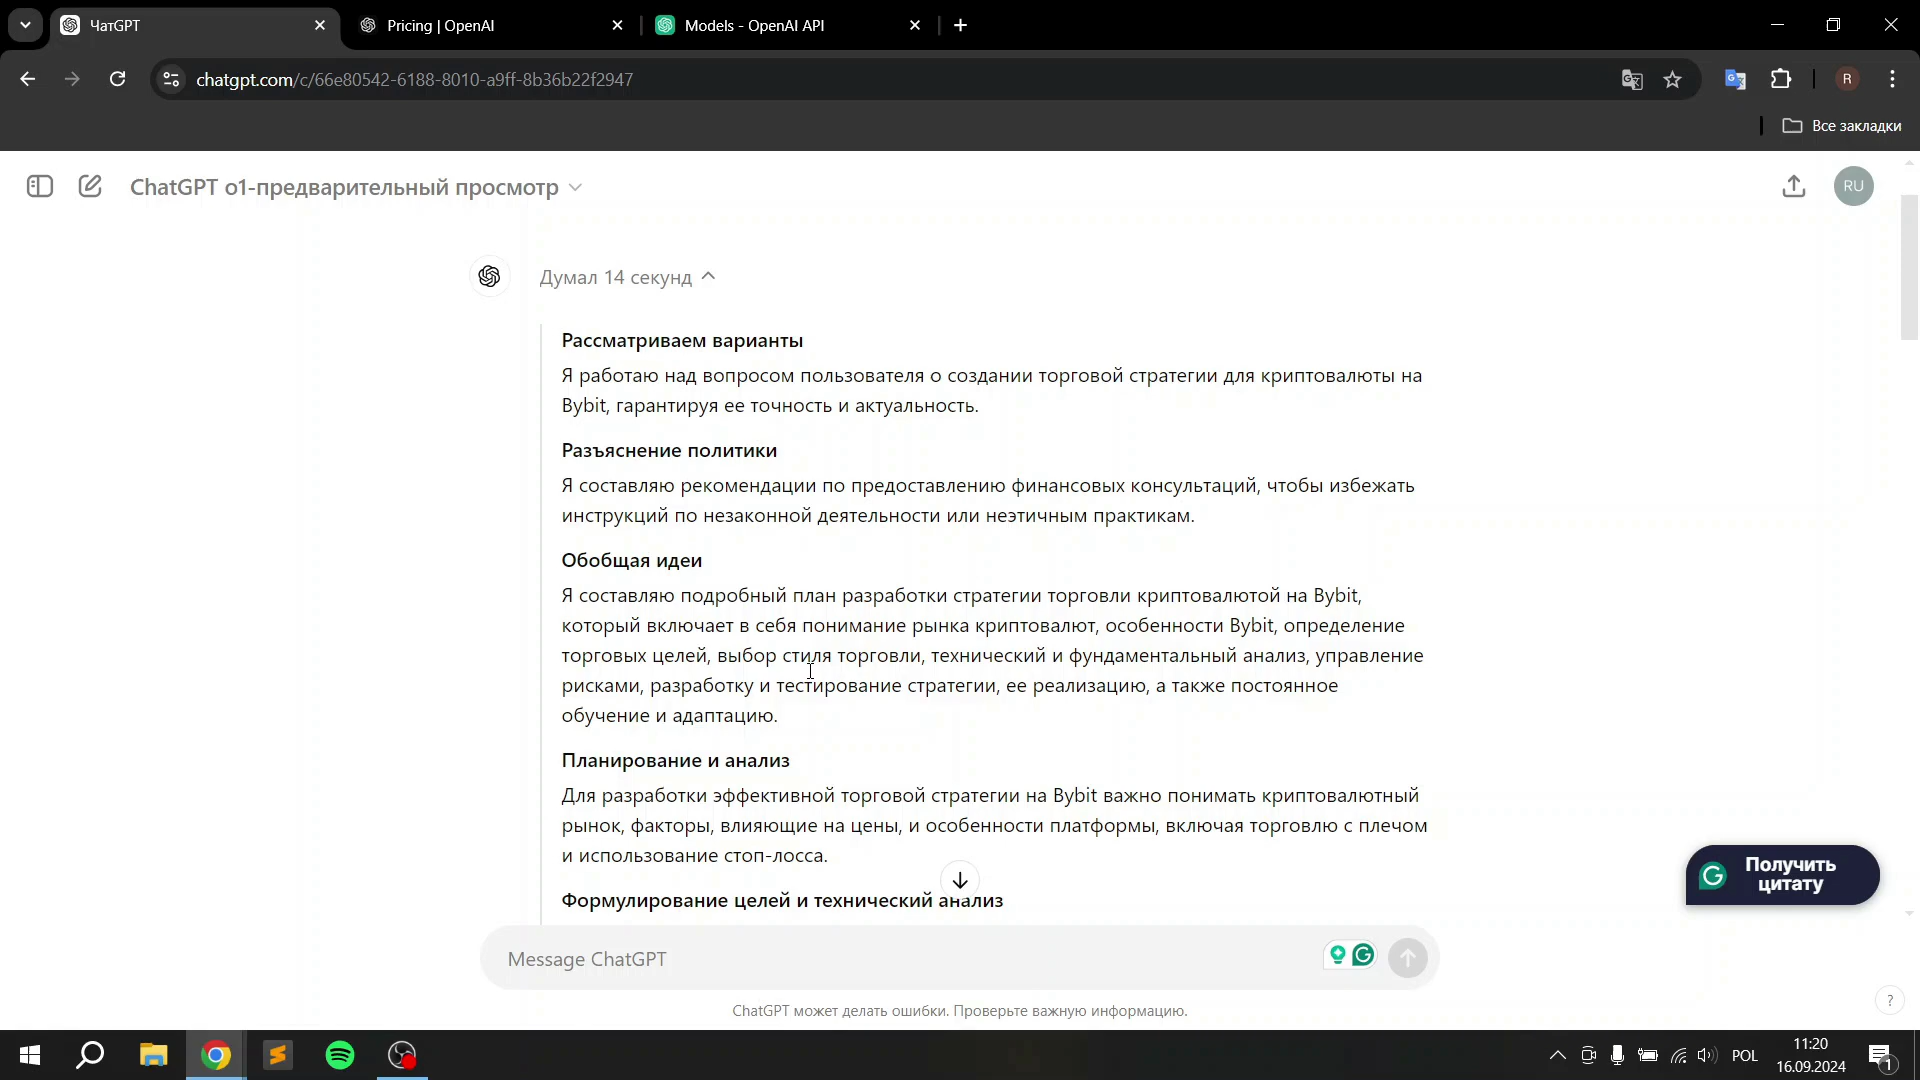 ЧатGPT
Pricing | OpenAI
Models - OpenAI API
chatgpt.com/c/66e80542-6188-8010-a9ff-8b36b22f2947
R
Все закладки
ChatGPT o1-предварительный просмотр
RU
Думал 14 секунд
Рассматриваем варианты
Я работаю над вопросом пользователя о создании торговой стратегии для криптовалюты на
Bybit, гарантируя ее точность и актуальность.
Разъяснение политики
Я составляю рекомендации по предоставлению финансовых консультаций, чтобы избежать
инструкций по незаконной деятельности или неэтичным практикам.
Обобщая идеи
Я составляю подробный план разработки стратегии торговли криптовалютой на Bybit,
который включает в себя понимание рынка криптовалют, особенности Bybit, определение
торговых целей, выбор стиля торговли, технический и фундаментальный анализ, управление
рисками, разработку и тестирование стратегии, ее реализацию, а также постоянное
обучение и адаптацию.
Планирование и анализ
Для разработки эффективной торговой стратегии на Bybit важно понимать криптовалютный
рынок, факторы, влияющие на цены, и особенности платформы, включая торговлю с плечом
и использование стоп-лосса.
Формулирование целей и технический анализ
Получить
цитату
Message ChatGPT
ChatGPT может делать ошибки. Проверьте важную информацию.
?
POL
11:20
16.09.2024
1